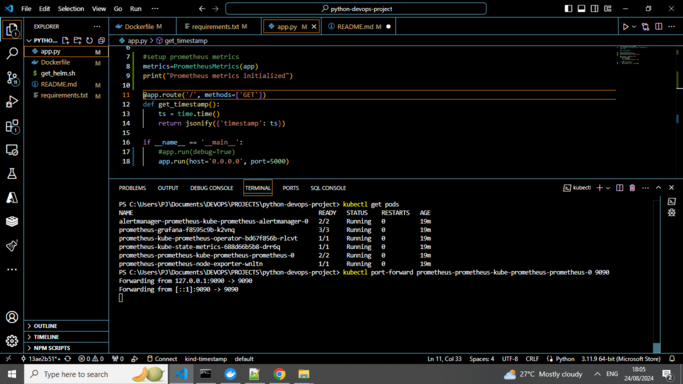 File Edit Selection View Go Run ...
python-devops-project
EXPLORER
PYTHON-...
app.py M
Dockerfile M
get_helm.sh
README.md M
requirements.txt M
OUTLINE
TIMELINE
NPM SCRIPTS
Dockerfile M
requirements.txt M
app.py M
README.md M
app.py > get_timestamp
6
7 #setup prometheus metrics
8 metrics=PrometheusMetrics(app)
9 print("Prometheus metrics initialized")
10
11 @app.route('/', methods=['GET'])
12 def get_timestamp():
13 ts = time.time()
14 return jsonify({'timestamp': ts})
15
16 if __name__ == '__main__':
17 #app.run(debug=True)
18 app.run(host='0.0.0.0', port=5000)
PROBLEMS OUTPUT DEBUG CONSOLE TERMINAL PORTS SQL CONSOLE
kubectl
PS C:\Users\PJ\Documents\DEVOPS\PROJECTS\python-devops-project> kubectl get pods
NAME READY STATUS RESTARTS AGE
alertmanager-prometheus-kube-prometheus-alertmanager-0 2/2 Running 0 19m
prometheus-grafana-f8595c9b-k2vnq 3/3 Running 0 19m
prometheus-kube-prometheus-operator-bd67f856b-rlcvt 1/1 Running 0 19m
prometheus-kube-state-metrics-688d66b5b8-drr6q 1/1 Running 0 19m
prometheus-prometheus-kube-prometheus-prometheus-0 2/2 Running 0 19m
prometheus-prometheus-node-exporter-wnltn 1/1 Running 0 19m
PS C:\Users\PJ\Documents\DEVOPS\PROJECTS\python-devops-project> kubectl port-forward prometheus-prometheus-kube-prometheus-prometheus-0 9090
Forwarding from 127.0.0.1:9090 -> 9090
Forwarding from [::1]:9090 -> 9090
13ae2b51*+ 0 0 0 Connect kind-timestamp default Ln 11, Col 33 Spaces: 4 UTF-8 CRLF Python 3.11.9 64-bit (Microsoft Store)
Type here to search
27°C Mostly cloudy
ENG
18:05
24/08/2024